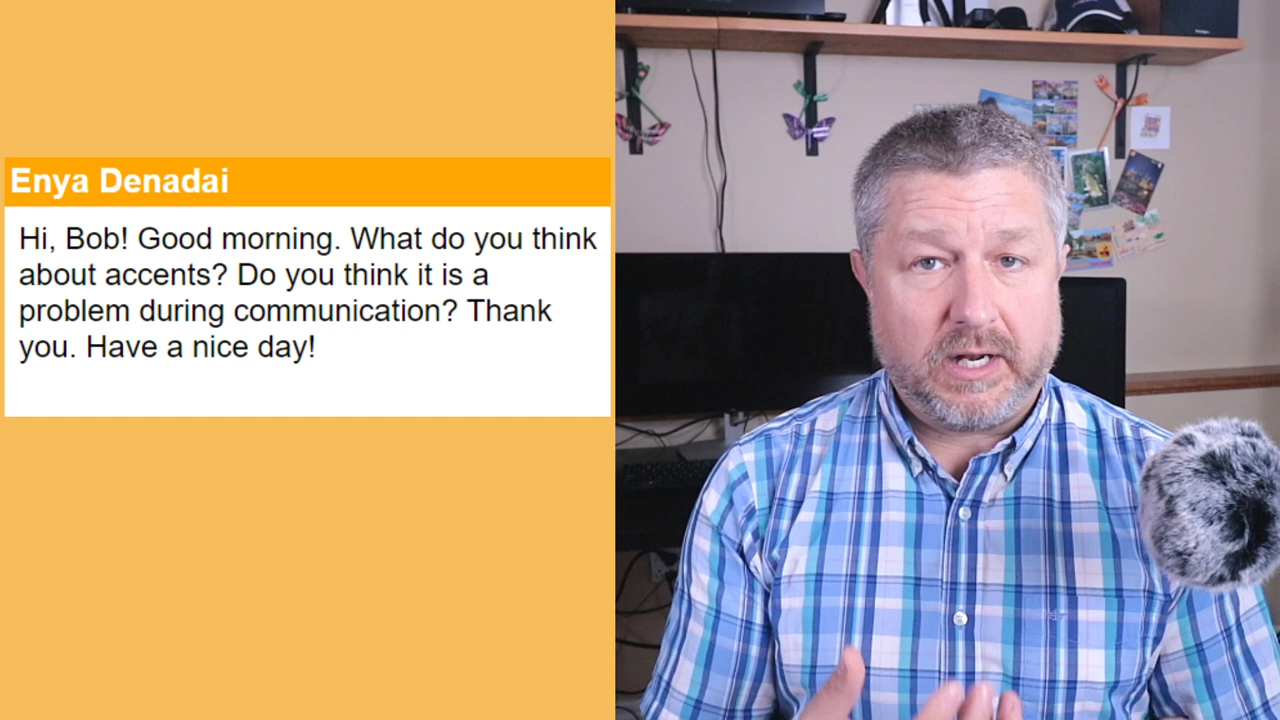 Enya Denadai
Hi, Bob! Good morning. What do you think
about accents? Do you think it is a
problem during communication? Thank
you. Have a nice day!